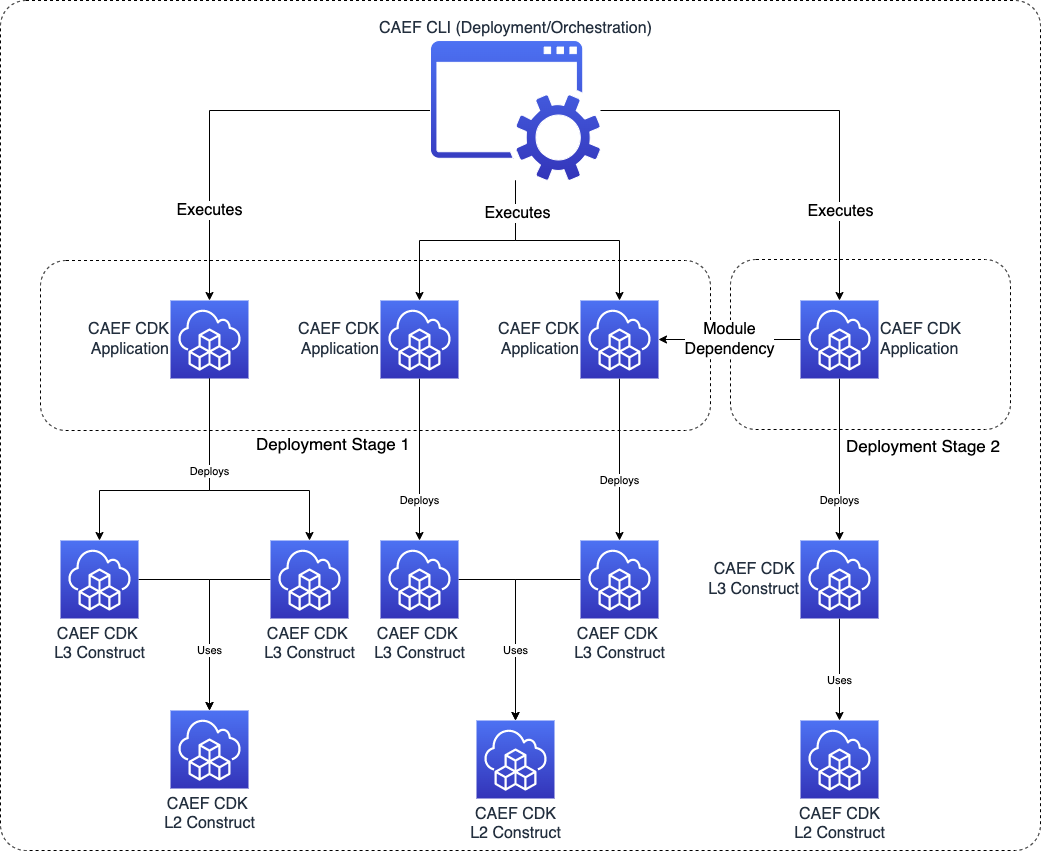 CAEF CLI (Deployment/Orchestration)
Executes
Executes
Executes
CAEF CDK
Application
CAEF CDK
Application
CAEF CDK
Application
Module
Dependency
CAEF CDK
Application
Deployment Stage 1
Deployment Stage 2
Deploys
Deploys
Deploys
Deploys
CAEF CDK
L3 Construct
CAEF CDK
L3 Construct
CAEF CDK
L3 Construct
CAEF CDK
L3 Construct
CAEF CDK
L3 Construct
Uses
Uses
Uses
CAEF CDK
L2 Construct
CAEF CDK
L2 Construct
CAEF CDK
L2 Construct